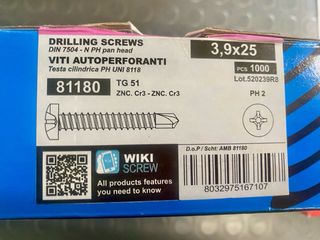 DRILLING SCREWS
DIN 7504 - N PH pan head
VITI AUTOPERFORANTI
Testa cilindrica PH UNI 8118
3,9x25
PCS 1000
Lot.520239R8
81180
TG 51
ZNC. Cr3 - ZNC. Cr3
PH 2
WIKI
SCREW
All products features
you need to know
D.o.P / Scht: AMB 81180
8032975167107